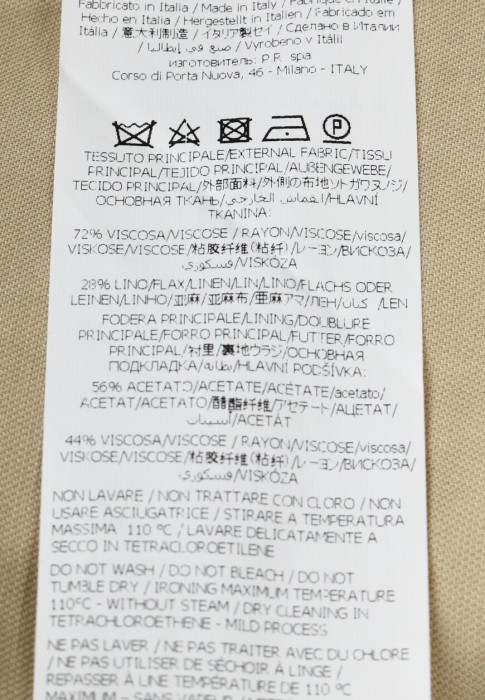 Fabbricato in Italia / Made in Italy / Fabriqué en Italie /
Hecho en Italia / Hergestellt in Italien / Fabricado em
Itália / 意大利制造 / イタリア製セイ / Сделано в Италии
/ صنع في إيطاليا / Vyrobeno v Itálii
изготовитель: P.F. spa
Corso di Porta Nuova, 46 - Milano - ITALY
P
TESSUTO PRINCIPALE/EXTERNAL FABRIC/TISSU
PRINCIPAL/TEJIDO PRINCIPAL/AUßENGEWEBE/
TECIDO PRINCIPAL/外部面料/外側の布地ソトガワヌノジ/
ОСНОВНАЯ ТКАНЬ/القماش الخارجي/HLAVNÍ
TKANINA:
72% VISCOSA/VISCOSE / RAYON/VISCOSE/viscosa/
VISKOSE/VISCOSE/粘胶纤维(粘纤)/レーヨン/ВИСКОЗА/
فسكوزي/VISKÓZA
28% LINO/FLAX/LINEN/LIN/LINO/FLACHS ODER
LEINEN/LINHO/亚麻/亚麻布/亜麻アマ/ЛЕН/كتان/LEN
FODERA PRINCIPALE/LINING/DOUBLURE
PRINCIPALE/FORRO PRINCIPAL/FUTTER/FORRO
PRINCIPAL/衬里/裏地ウラジ/ОСНОВНАЯ
ПОДКЛАДКА/بطانة/HLAVNÍ PODŠÍVKA:
56% ACETATO/ACETATE/ACÉTATE/acetato/
ACETAT/ACETATO/醋酯纤维/アセテート/АЦЕТАТ/
أسيتات/ACETÁT
44% VISCOSA/VISCOSE / RAYON/VISCOSE/viscosa/
VISKOSE/VISCOSE/粘胶纤维(粘纤)/レーヨン/ВИСКОЗА/
فسكوزي/VISKÓZA
NON LAVARE / NON TRATTARE CON CLORO / NON
USARE ASCIUGATRICE / STIRARE A TEMPERATURA
MASSIMA 110 °C / LAVARE DELICATAMENTE A
SECCO IN TETRACLOROETILENE
DO NOT WASH / DO NOT BLEACH / DO NOT
TUMBLE DRY / IRONING MAXIMUM TEMPERATURE
110°C - WITHOUT STEAM / DRY CLEANING IN
TETRACHLOROETHENE - MILD PROCESS
NE PAS LAVER / NE PAS TRAITER AVEC DU CHLORE
/ NE PAS UTILISER DE SÉCHOIR À LINGE /
REPASSER À UNE TEMPÉRATURE DE 110 °C
MAXIMUM – SANS VAPEUR